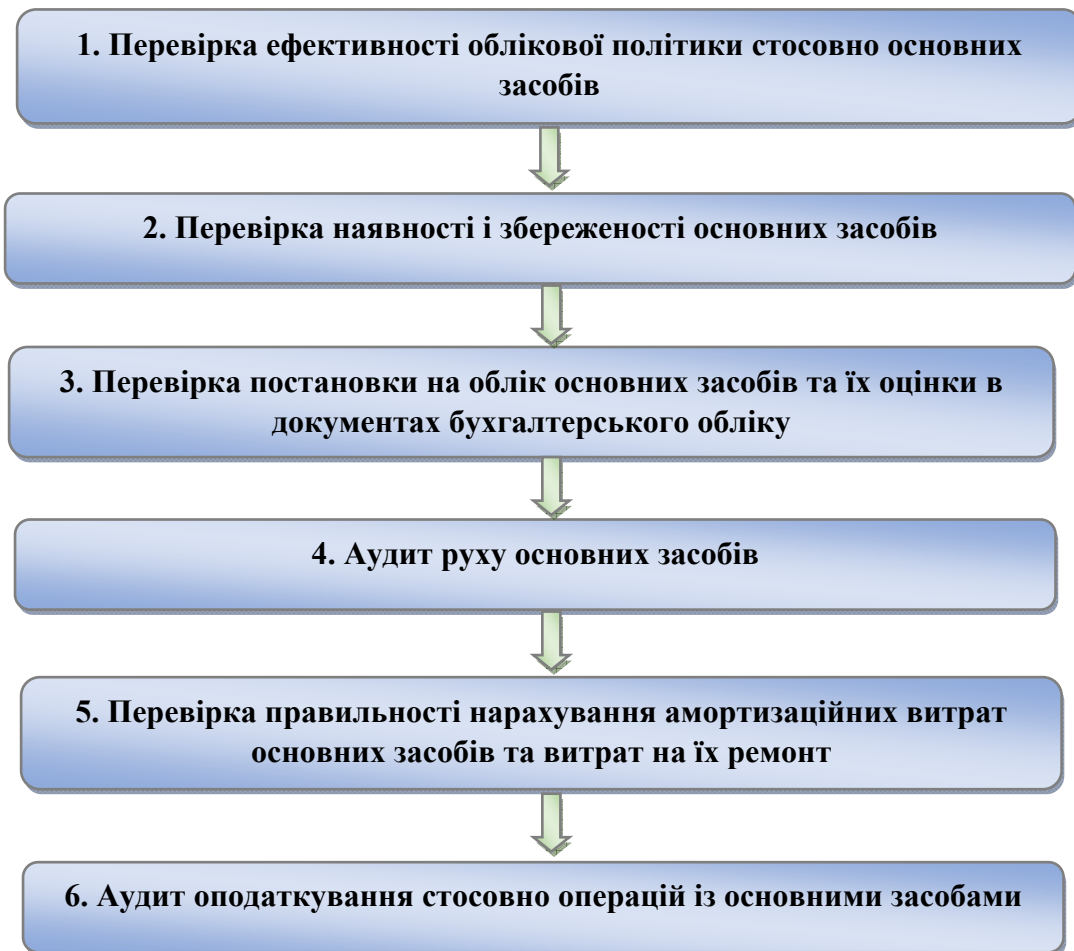 1. Перевірка ефективності облікової політики стосовно основних
засобів
2. Перевірка наявності і збереженості основних засобів
3. Перевірка постановки на облік основних засобів та їх оцінки в
документах бухгалтерського обліку
4. Аудит руху основних засобів
5. Перевірка правильності нарахування амортизаційних витрат
основних засобів та витрат на їх ремонт
6. Аудит оподаткування стосовно операцій із основними засобами